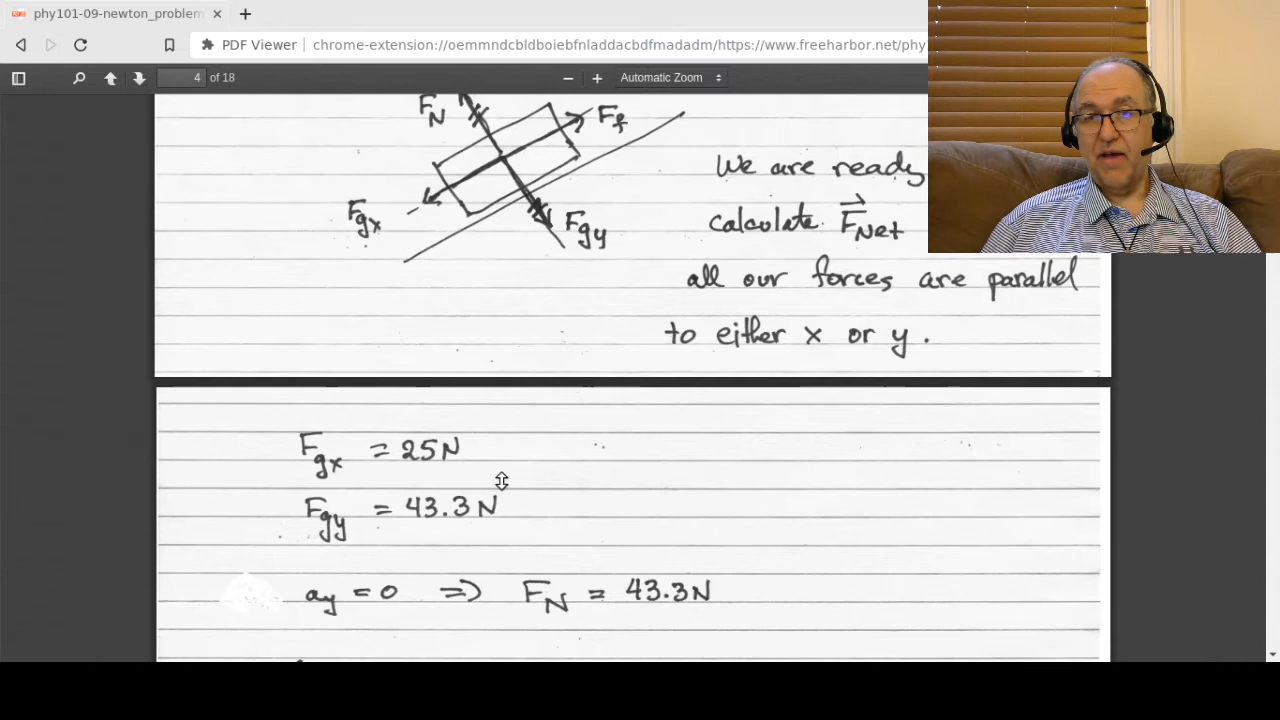 phy101-09-newton_problem
PDF Viewer chrome-extension://oemmndcbldboiebfnladdacbdfmadadm/https://www.freeharbor.net/phy
4 of 18 Automatic Zoom
F_N F_f
F_gx F_gy
We are ready
calculate F⃗_Net
all our forces are parallel
to either x or y.
F_gx = 25N
F_gy = 43.3N
a_y = 0 => F_N = 43.3N